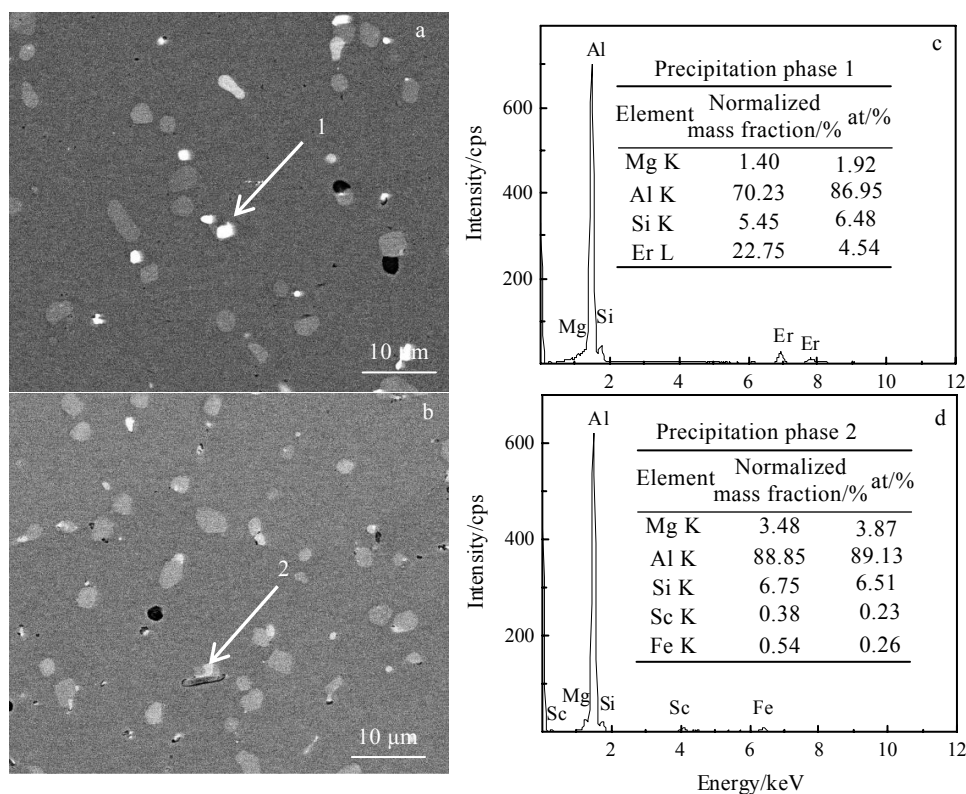 a
1
10 μm
b
2
10 μm
c
Al
Precipitation phase 1
Element Normalized mass fraction/% at/%
Mg K 1.40 1.92
Al K 70.23 86.95
Si K 5.45 6.48
Er L 22.75 4.54
Intensity/cps
600
400
200
Mg Si Er Er
2 4 6 8 10 12
d
Al
Precipitation phase 2
Element Normalized mass fraction/% at/%
Mg K 3.48 3.87
Al K 88.85 89.13
Si K 6.75 6.51
Sc K 0.38 0.23
Fe K 0.54 0.26
Intensity/cps
600
400
200
Sc Mg Si Sc Fe
2 4 6 8 10 12
Energy/keV